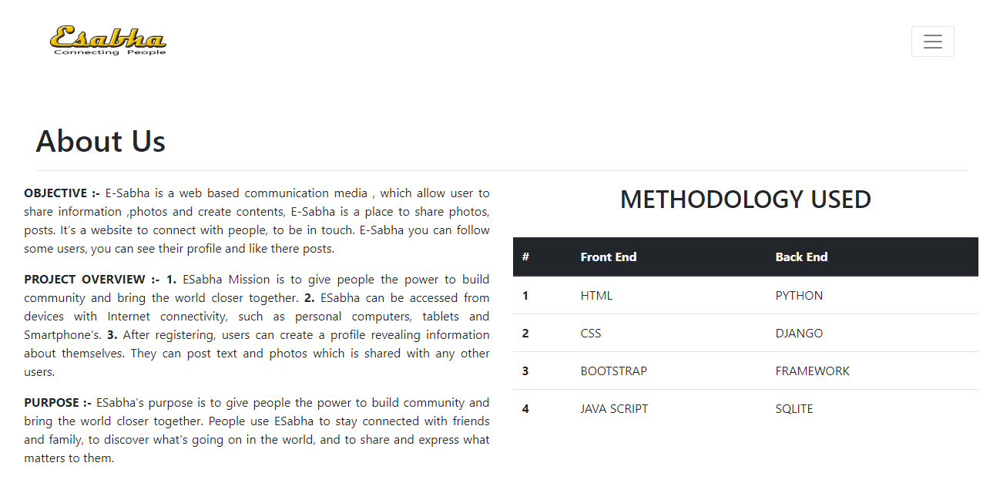 Esabha
Connecting People
About Us
OBJECTIVE :- E-Sabha is a web based communication media , which allow user to
share information ,photos and create contents, E-Sabha is a place to share photos,
posts. It's a website to connect with people, to be in touch. E-Sabha you can follow
some users, you can see their profile and like there posts.
PROJECT OVERVIEW :- 1. ESabha Mission is to give people the power to build
community and bring the world closer together. 2. ESabha can be accessed from
devices with Internet connectivity, such as personal computers, tablets and
Smartphone's. 3. After registering, users can create a profile revealing information
about themselves. They can post text and photos which is shared with any other
users.
PURPOSE :- ESabha's purpose is to give people the power to build community and
bring the world closer together. People use ESabha to stay connected with friends
and family, to discover what's going on in the world, and to share and express what
matters to them.
METHODOLOGY USED
# Front End Back End
1 HTML PYTHON
2 CSS DJANGO
3 BOOTSTRAP FRAMEWORK
4 JAVA SCRIPT SQLITE